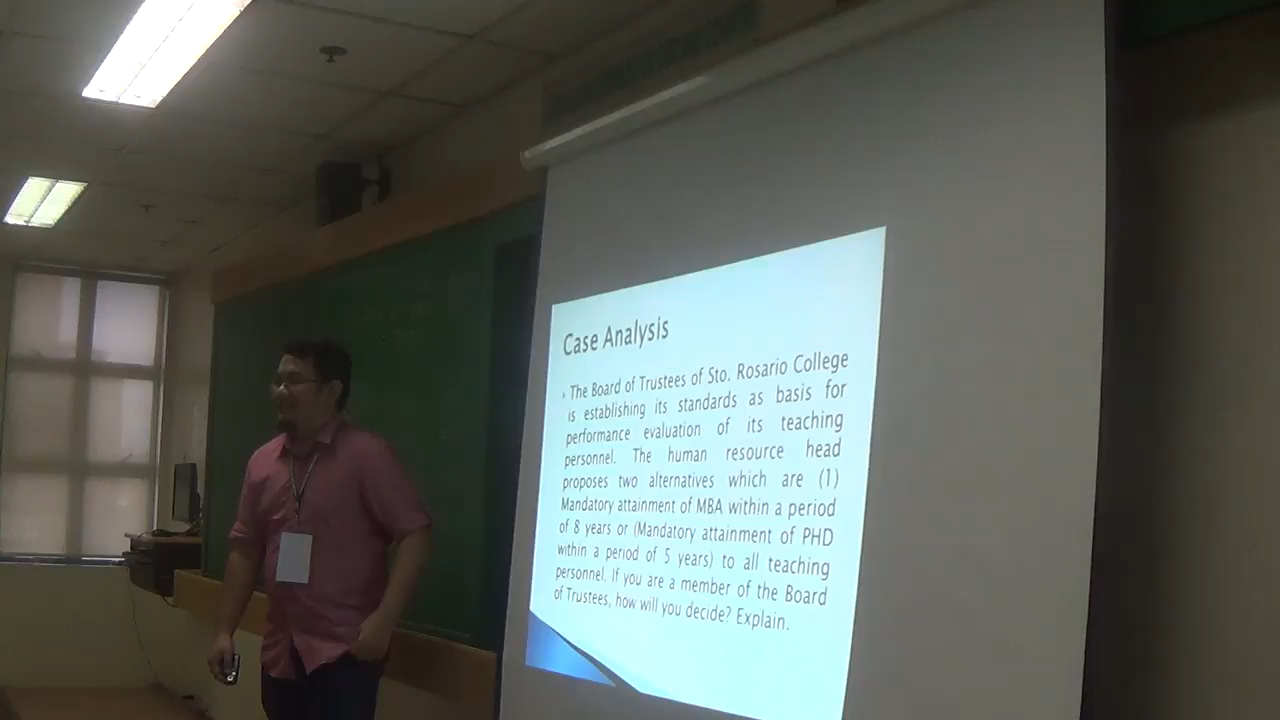 Case Analysis
› The Board of Trustees of Sto. Rosario College
is establishing its standards as basis for
performance evaluation of its teaching
personnel. The human resource head
proposes two alternatives which are (1)
Mandatory attainment of MBA within a period
of 8 years or (Mandatory attainment of PHD
within a period of 5 years) to all teaching
personnel. If you are a member of the Board
of Trustees, how will you decide? Explain.